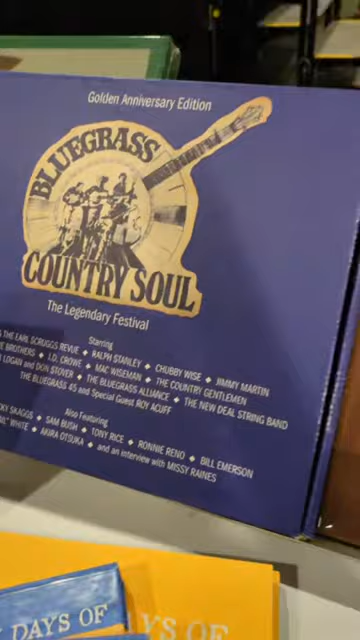 Golden Anniversary Edition
BLUEGRASS
COUNTRY SOUL
The Legendary Festival
Starring
THE EARL SCRUGGS REVUE ◆ RALPH STANLEY ◆ CHUBBY WISE ◆ JIMMY MARTIN
BROTHERS ◆ J.D. CROWE ◆ MAC WISEMAN ◆ THE COUNTRY GENTLEMEN
LOGAN and DON STOVER ◆ THE BLUEGRASS ALLIANCE ◆ THE NEW DEAL STRING BAND
THE BLUEGRASS 45 and Special Guest ROY ACUFF
Also Featuring
CKY SKAGGS ◆ SAM BUSH ◆ TONY RICE ◆ RONNIE RENO ◆ BILL EMERSON
WHITE ◆ AKIRA OTSUKA ◆ and an interview with MISSY RAINES
DAYS OF
YS OF